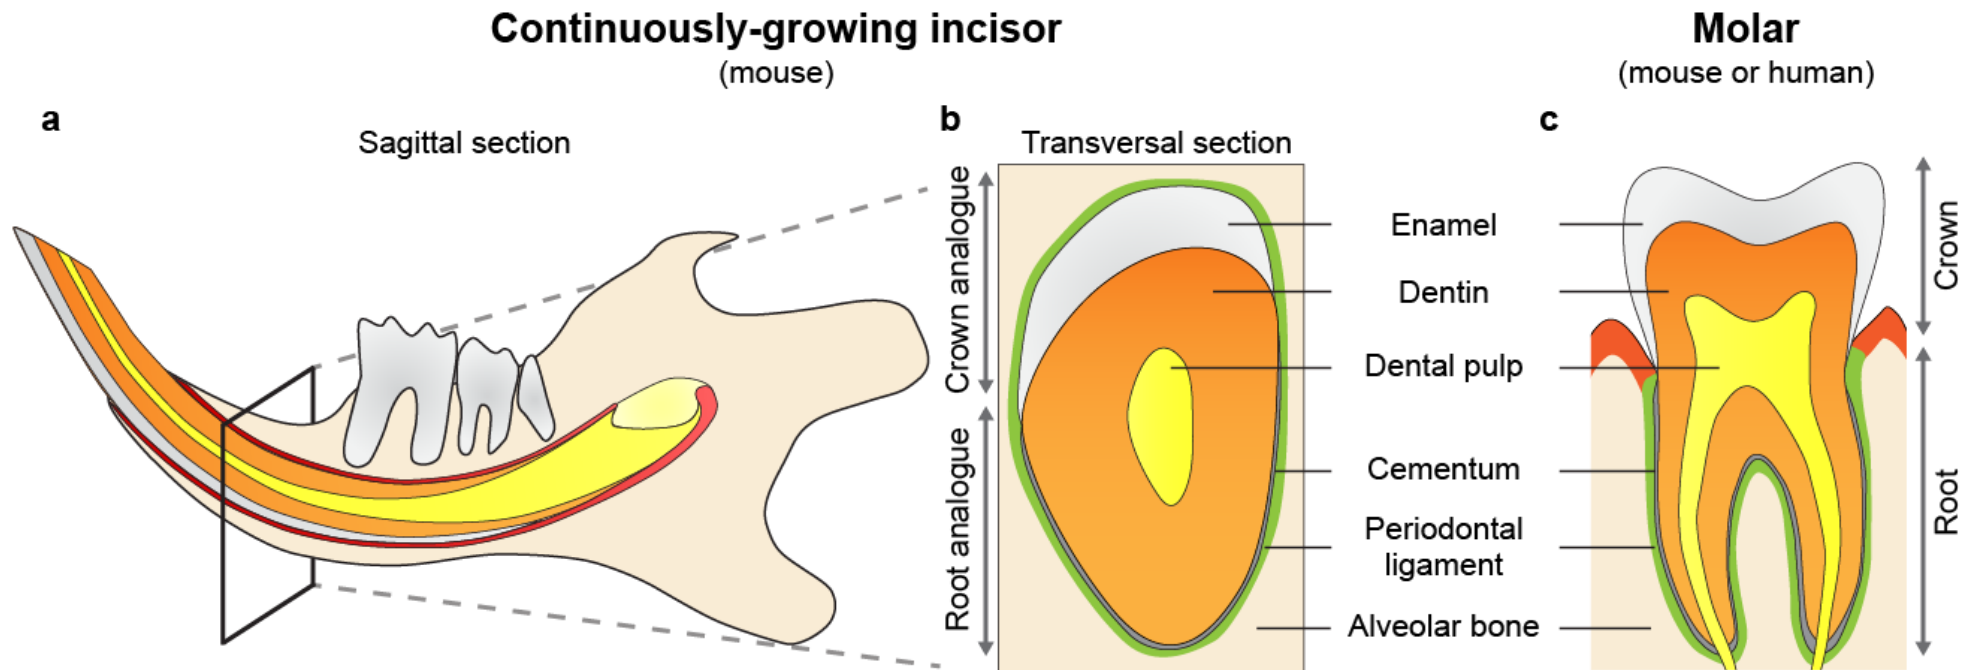 Continuously-growing incisor
(mouse)
Molar
(mouse or human)
a
Sagittal section
b
Transversal section
c
Crown analogue
Root analogue
Enamel
Dentin
Dental pulp
Cementum
Periodontal
ligament
Alveolar bone
Crown
Root